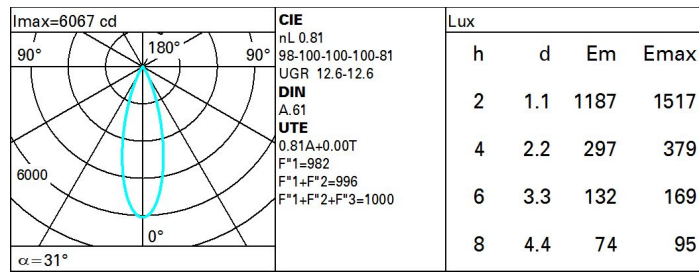 Imax=6067 cd
90°
180°
90°
6000
0°
α=31°
CIE
nL 0.81
98-100-100-100-81
UGR 12.6-12.6
DIN
A.61
UTE
0.81A+0.00T
F"1=982
F"1+F"2=996
F"1+F"2+F"3=1000
Lux
h d Em Emax
2 1.1 1187 1517
4 2.2 297 379
6 3.3 132 169
8 4.4 74 95